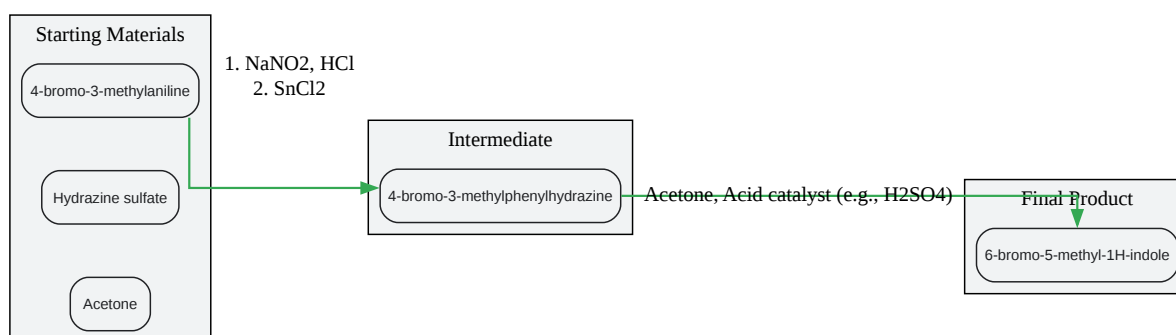 Starting Materials
4-bromo-3-methylaniline
Hydrazine sulfate
Acetone
1. NaNO2, HCl
2. SnCl2
Intermediate
4-bromo-3-methylphenylhydrazine
Acetone, Acid catalyst (e.g., H2SO4)
Final Product
6-bromo-5-methyl-1H-indole